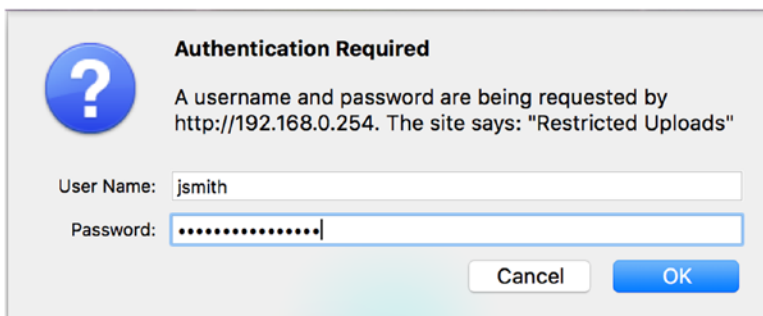 Authentication Required
A username and password are being requested by
http://192.168.0.254. The site says: "Restricted Uploads"
User Name: jsmith
Password: ••••••••••••••••
Cancel OK